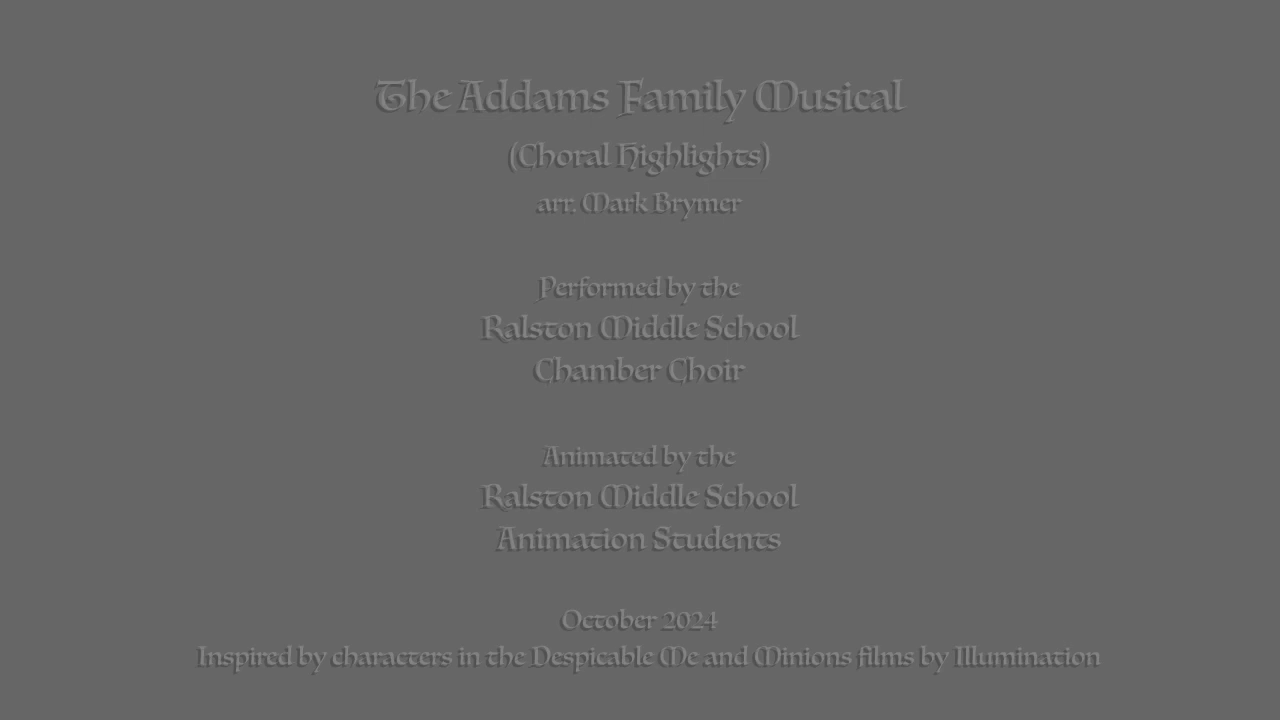 The Addams Family Musical
(Choral Highlights)
arr. Mark Brymer
Performed by the
Ralston Middle School
Chamber Choir
Animated by the
Ralston Middle School
Animation Students
October 2024
Inspired by characters in the Despicable Me and Minions films by Illumination